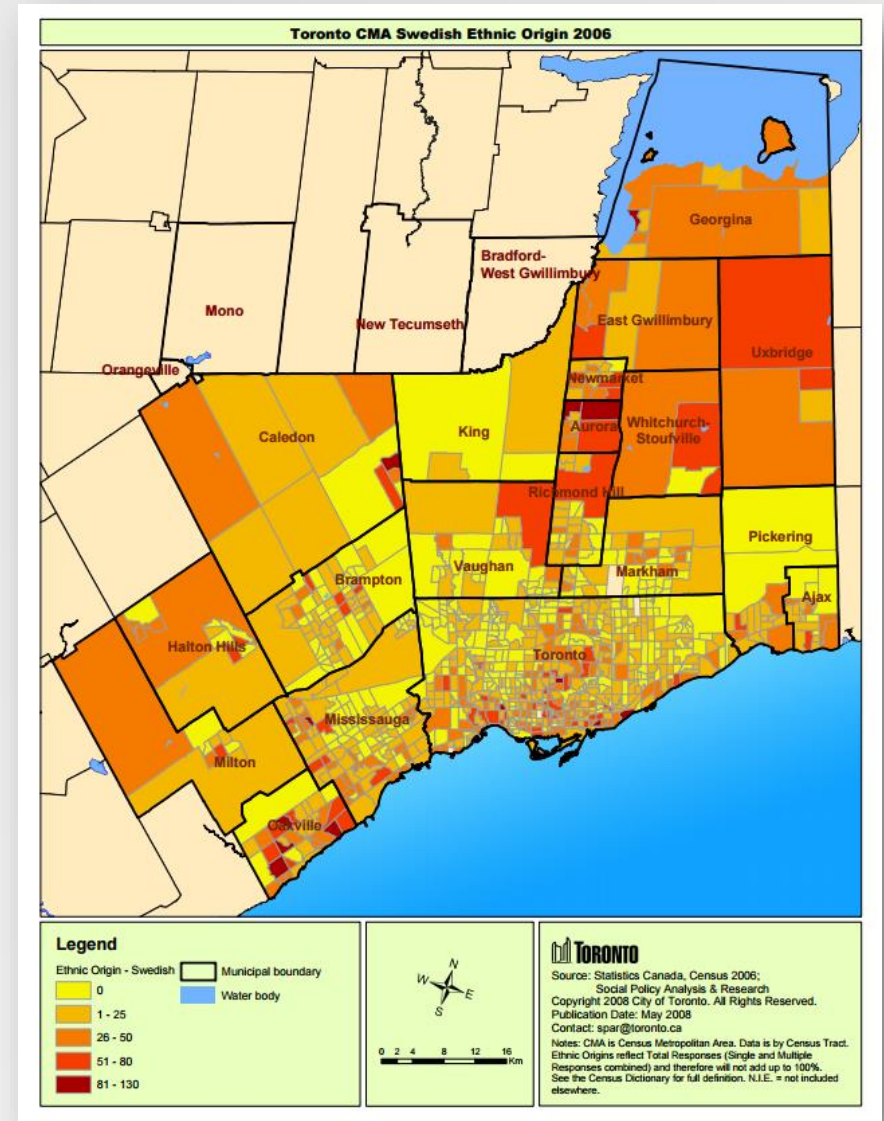 Toronto CMA Swedish Ethnic Origin 2006
Georgina
Bradford-
West Gwillimbury
Mono
New Tecumseth
East Gwillimbury
Uxbridge
Orangeville
Newmarket
Caledon
King
Aurora
Whitchurch-
Stouffville
Richmond Hill
Pickering
Brampton
Vaughan
Markham
Ajax
Halton Hills
Toronto
Mississauga
Milton
Oakville
Legend
Ethnic Origin - Swedish
0
1 - 25
26 - 50
51 - 80
81 - 130
Municipal boundary
Water body
N
W
E
S
0 2 4 8 12 16
Km
TORONTO
Source: Statistics Canada, Census 2006;
Social Policy Analysis & Research
Copyright 2008 City of Toronto. All Rights Reserved.
Publication Date: May 2008
Contact: spar@toronto.ca
Notes: CMA is Census Metropolitan Area. Data is by Census Tract.
Ethnic Origins reflect Total Responses (Single and Multiple
Responses combined) and therefore will not add up to 100%.
See the Census Dictionary for full definition. N.I.E. = not included
elsewhere.